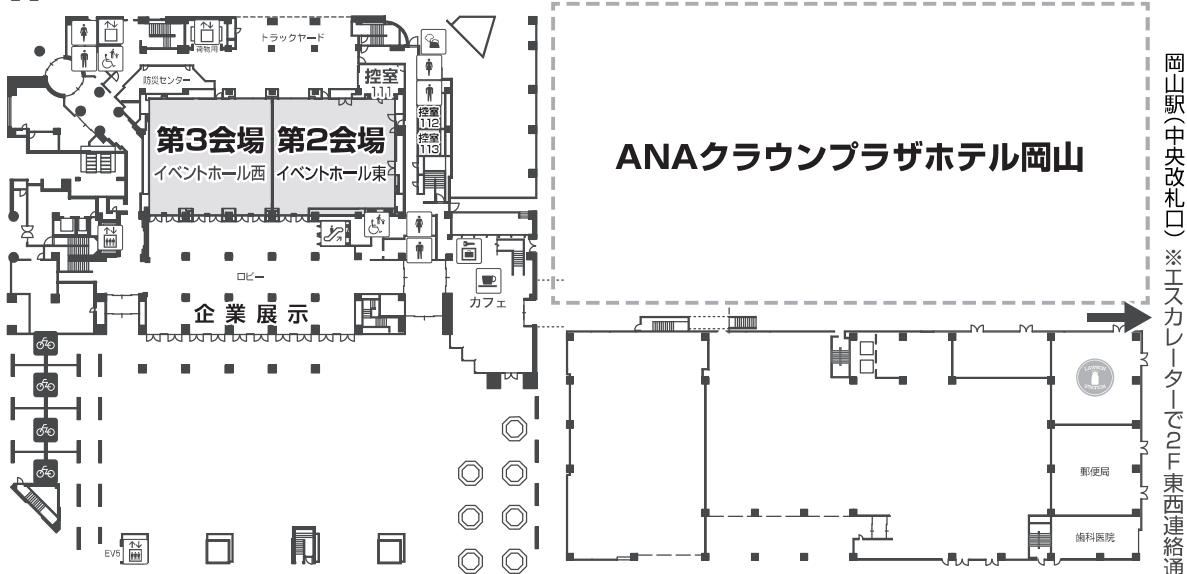 トラックヤード
荷物用
防災センター
控室
111
控室
112
控室
113
第3会場
イベントホール西
第2会場
イベントホール東
ANAクラウンプラザホテル岡山
岡山駅(中央改札口)※エスカレーターで2F東西連絡通
ロビー
企業展示
カフェ
LAWSON
STATION
郵便局
歯科医院
EV5